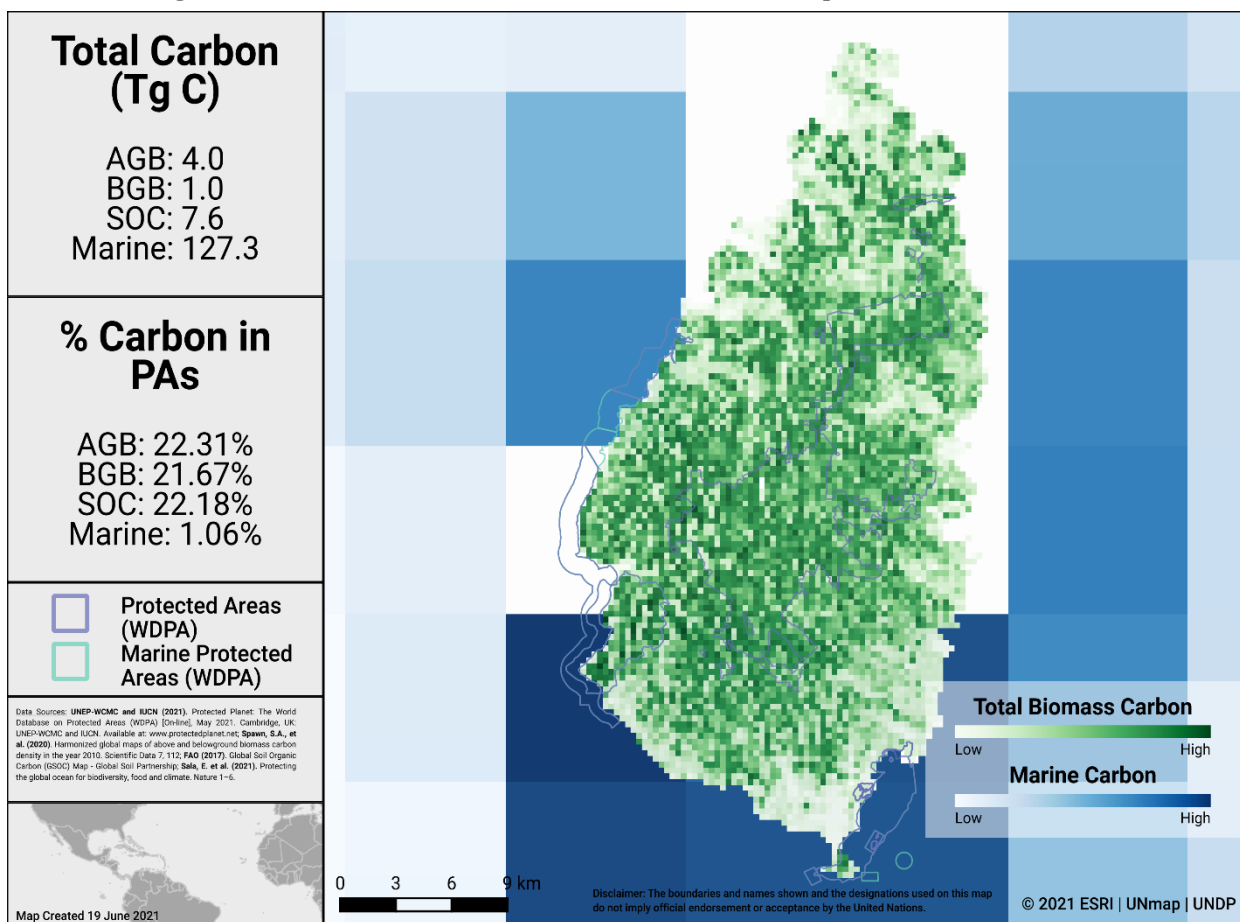 Total Carbon
(Tg C)
AGB: 4.0
BGB: 1.0
SOC: 7.6
Marine: 127.3
% Carbon in
PAs
AGB: 22.31%
BGB: 21.67%
SOC: 22.18%
Marine: 1.06%
Protected Areas
(WDPA)
Marine Protected
Areas (WDPA)
Data Sources: UNEP-WCMC and IUCN (2021). Protected Planet: The World
Database on Protected Areas (WDPA) [On-line], May 2021. Cambridge, UK:
UNEP-WCMC and IUCN. Available at: www.protectedplanet.net; Spawn, S.A., et
al. (2020). Harmonized global maps of above and belowground biomass carbon
density in the year 2010. Scientific Data 7, 112; FAO (2017). Global Soil Organic
Carbon (GSOC) Map - Global Soil Partnership; Sala, E. et al. (2021). Protecting
the global ocean for biodiversity, food and climate. Nature 1–6.
Map Created 19 June 2021
0 3 6 9 km
Disclaimer: The boundaries and names shown and the designations used on this map
do not imply official endorsement or acceptance by the United Nations.
Total Biomass Carbon
Low High
Marine Carbon
Low High
© 2021 ESRI | UNmap | UNDP